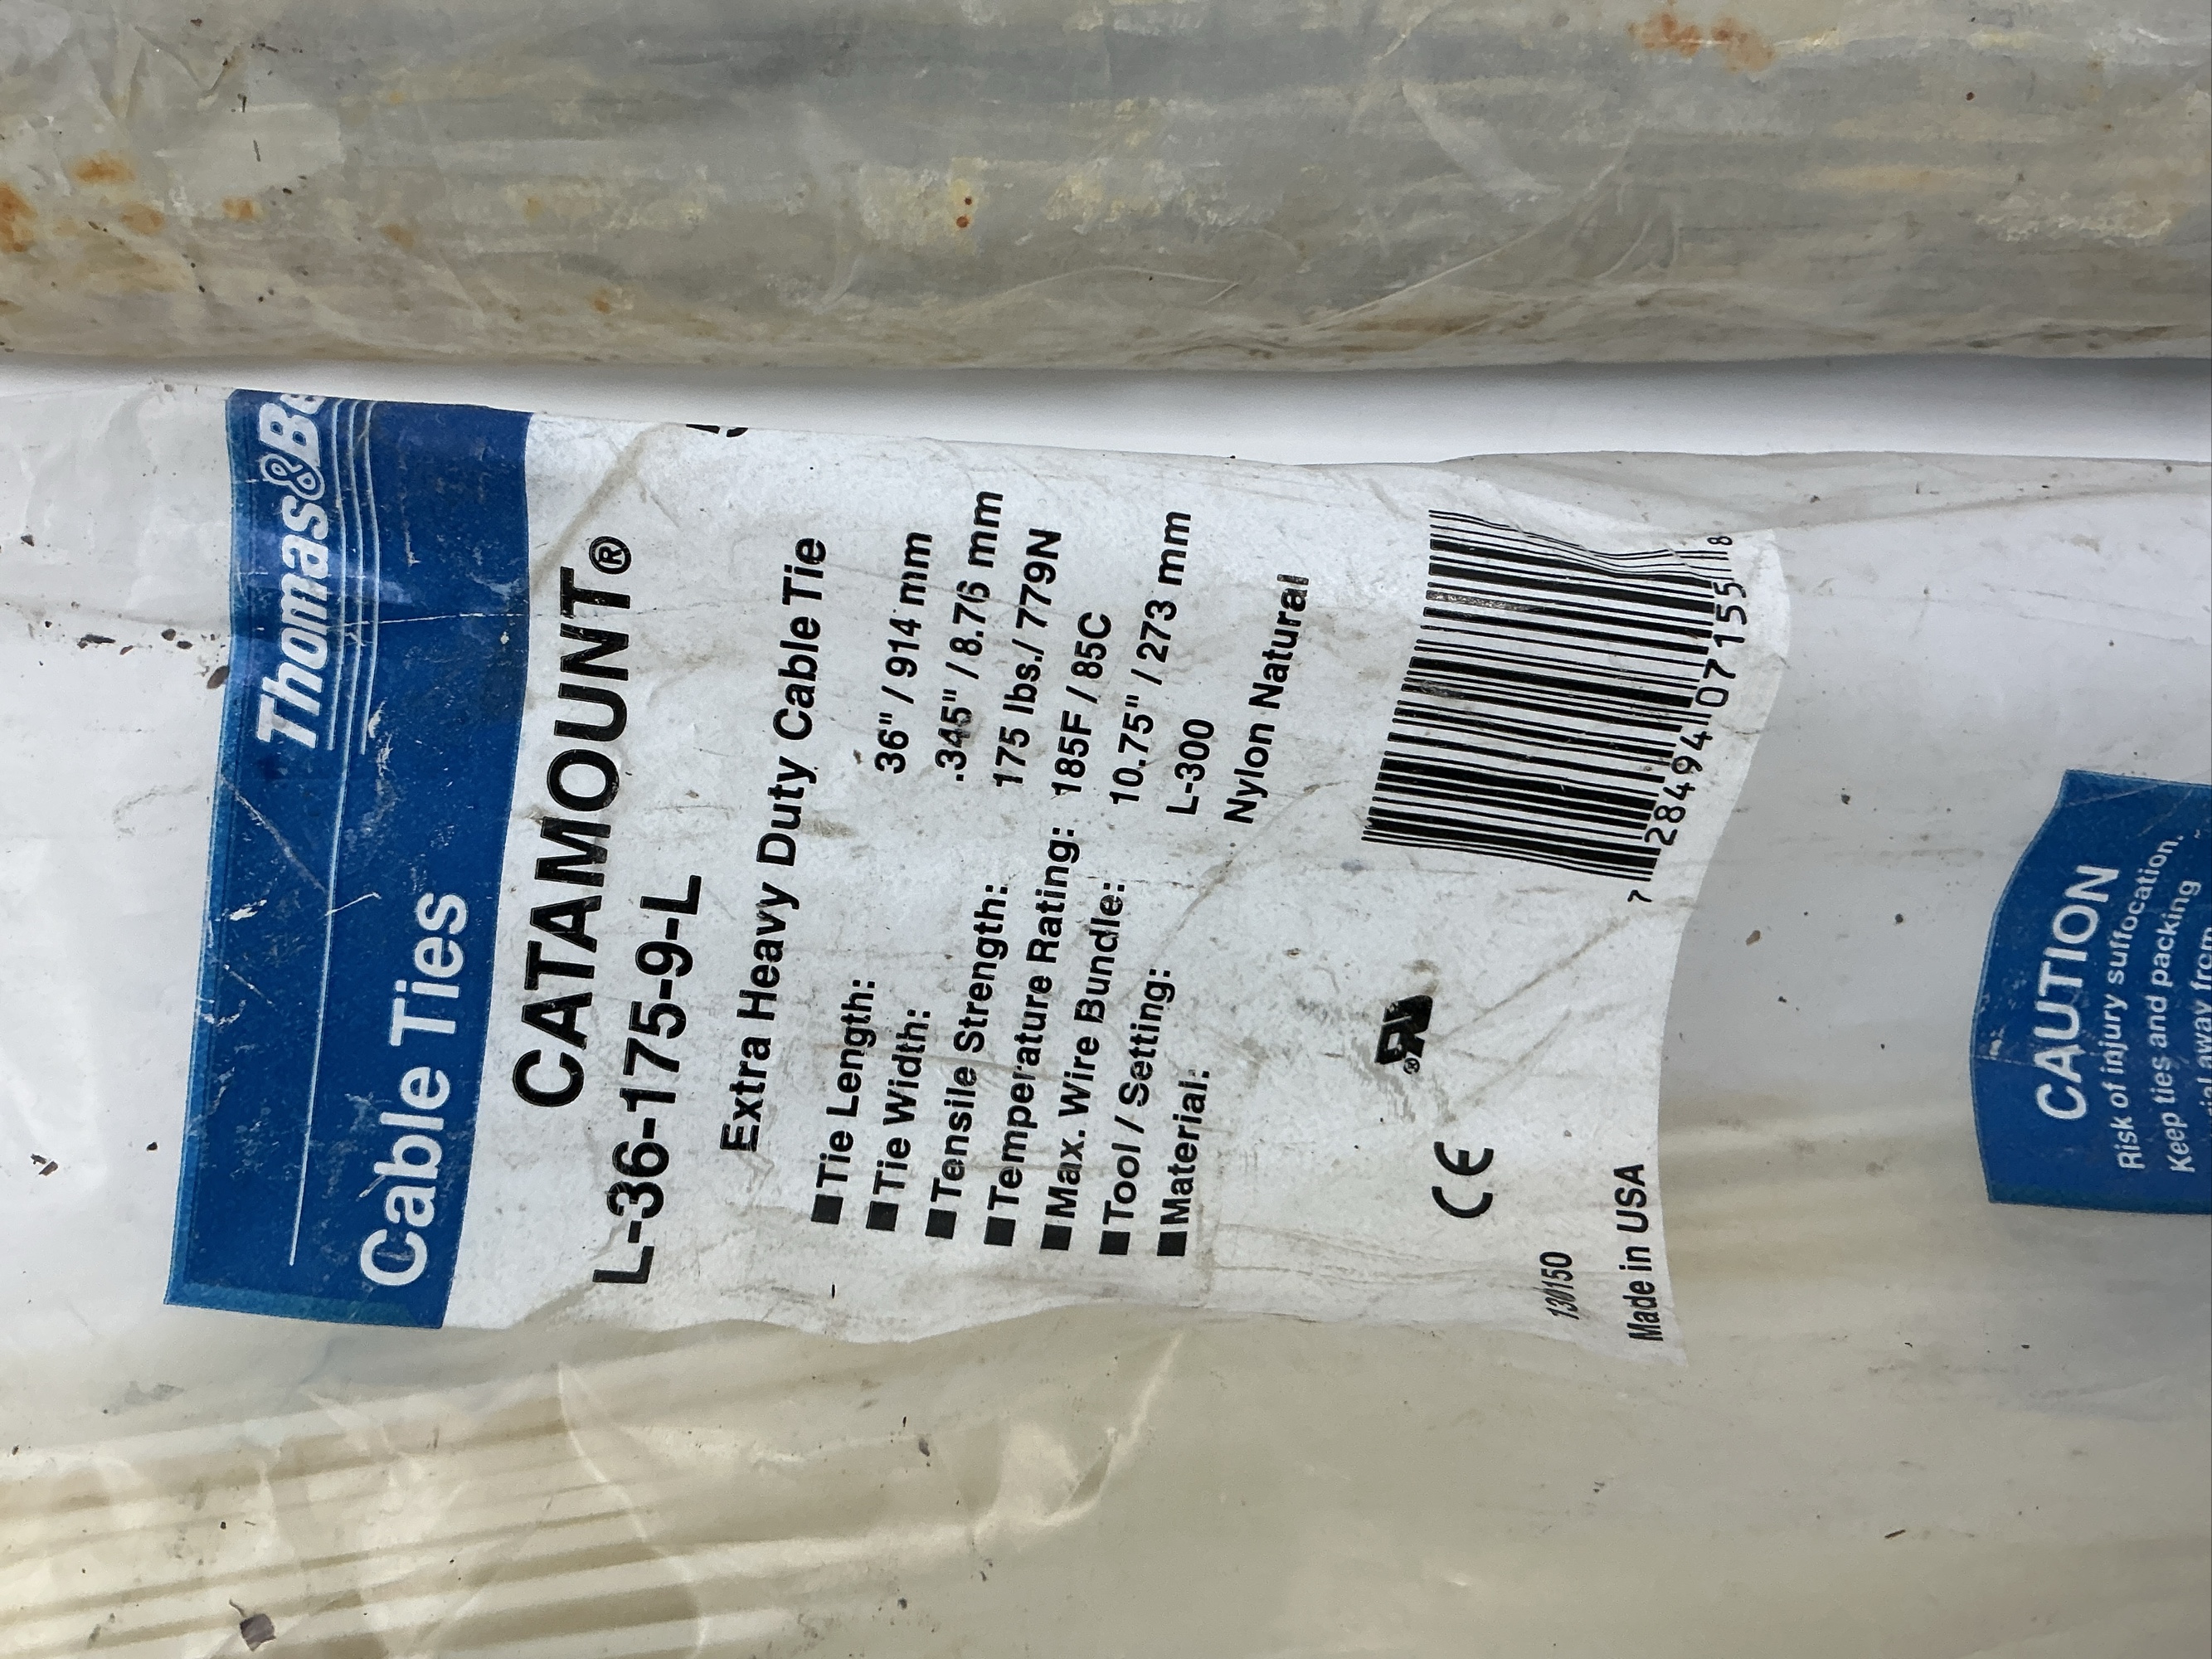 Thomas&B
Cable Ties
CATAMOUNT®
L-36-175-9-L
Extra Heavy Duty Cable Tie
■Tie Length: 36" / 914 mm
■Tie Width: .345" / 8.76 mm
■Tensile Strength: 175 lbs./ 779N
■Temperature Rating: 185F / 85C
■Max. Wire Bundle: 10.75" / 273 mm
■Tool / Setting: L-300
■Material: Nylon Natural
CE
7 28494 07155 8
130150
Made in USA
CAUTION
Risk of injury suffocation.
Keep ties and packing
away from